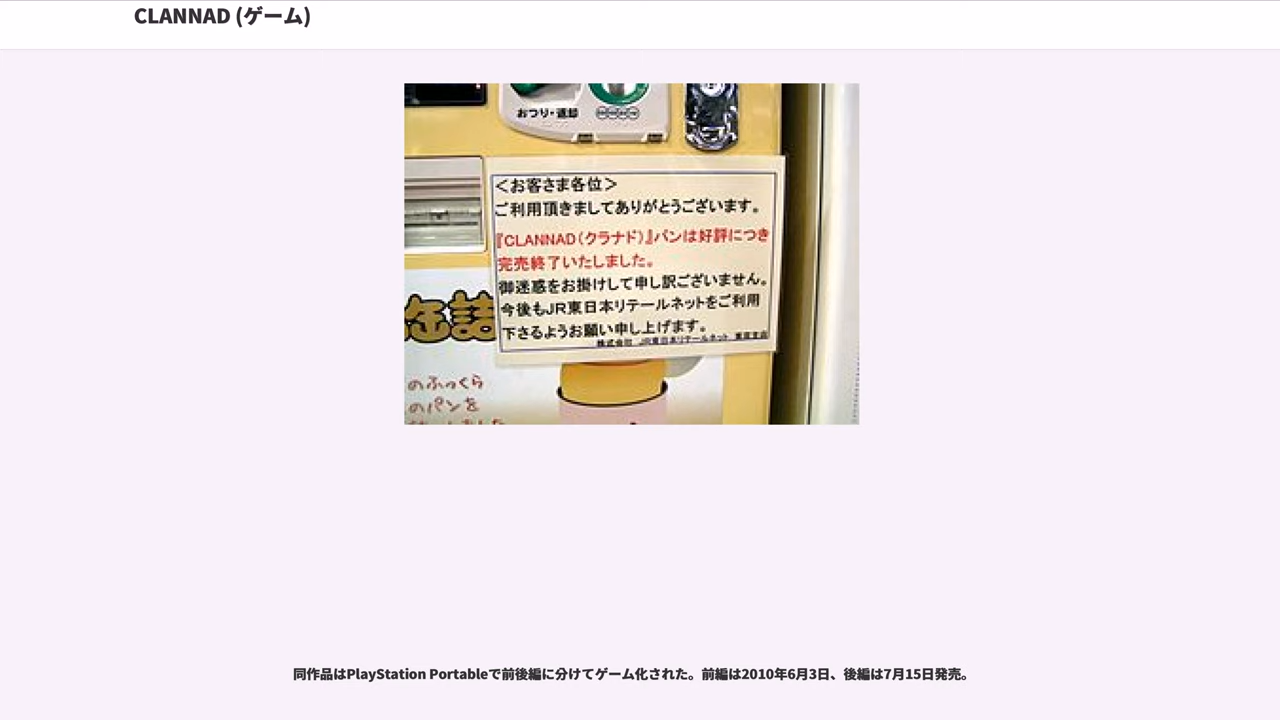 CLANNAD (ゲーム)
おつり・返却
＜お客さま各位＞
ご利用頂きましてありがとうございます。
『CLANNAD（クラナド）』パンは好評につき
完売終了いたしました。
御迷惑をお掛けして申し訳ございません。
今後もJR東日本リテールネットをご利用
下さるようお願い申し上げます。
株式会社 JR東日本リテールネット 東京支店
缶詰
のふっくら
のパンを
同作品はPlayStation Portableで前後編に分けてゲーム化された。前編は2010年6月3日、後編は7月15日発売。